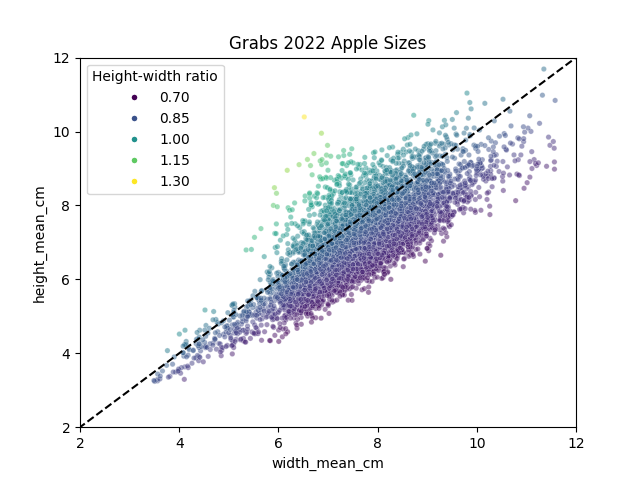 Grabs 2022 Apple Sizes
Height-width ratio
0.70
0.85
1.00
1.15
1.30
12
10
8
6
4
2
height_mean_cm
2 4 6 8 10 12
width_mean_cm